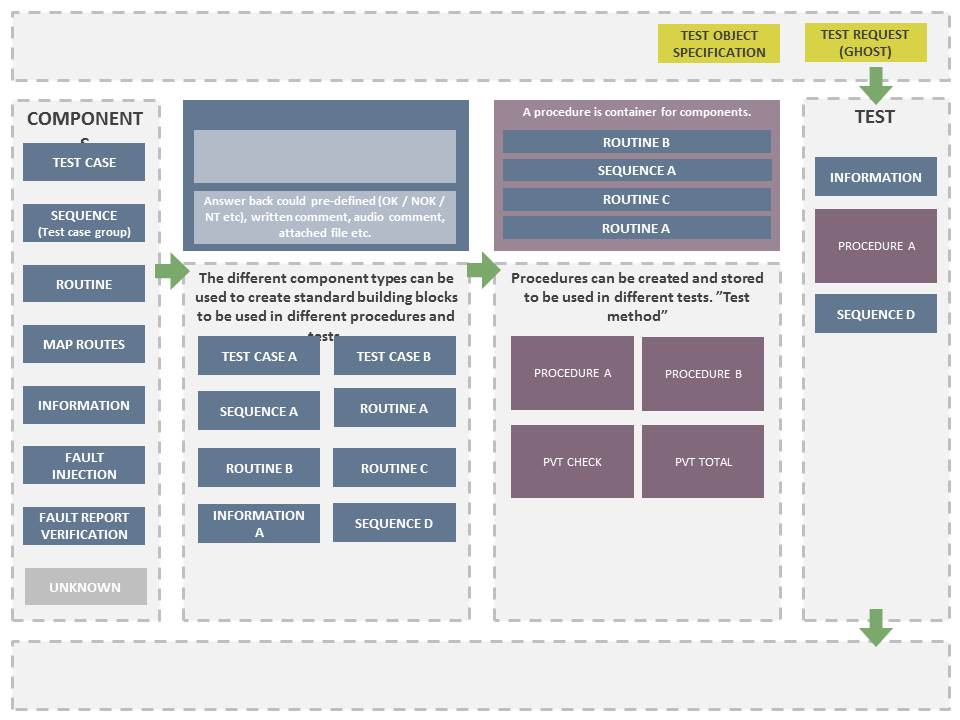 TEST OBJECT
SPECIFICATION
TEST REQUEST
(GHOST)
COMPONENT
S
TEST CASE
SEQUENCE
(Test case group)
ROUTINE
MAP ROUTES
INFORMATION
FAULT
INJECTION
FAULT REPORT
VERIFICATION
UNKNOWN
Answer back could pre-defined (OK / NOK /
NT etc), written comment, audio comment,
attached file etc.
The different component types can be
used to create standard building blocks
to be used in different procedures and
tests
TEST CASE A
TEST CASE B
SEQUENCE A
ROUTINE A
ROUTINE B
ROUTINE C
INFORMATION
A
SEQUENCE D
A procedure is container for components.
ROUTINE B
SEQUENCE A
ROUTINE C
ROUTINE A
Procedures can be created and stored
to be used in different tests. ”Test
method”
PROCEDURE A
PROCEDURE B
PVT CHECK
PVT TOTAL
TEST
INFORMATION
PROCEDURE A
SEQUENCE D